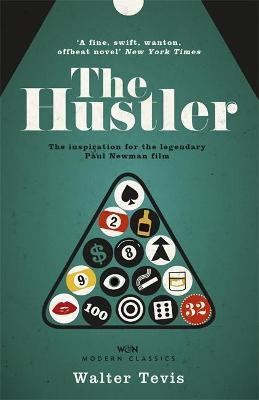 ‘A fine, swift, wanton,
offbeat novel’ New York Times
The
Hustler
The inspiration for the legendary
Paul Newman film
2
$
8
9
100
32
W&N
MODERN CLASSICS
Walter Tevis